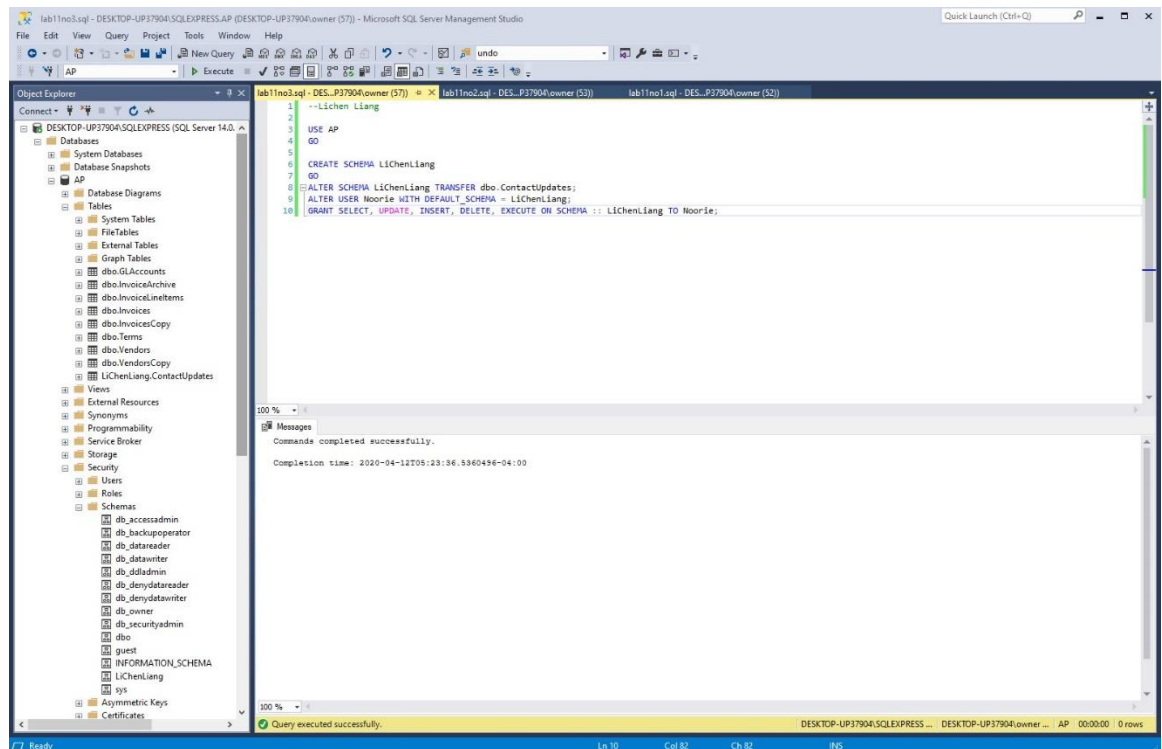 lab11no3.sql - DESKTOP-UP37904\SQLEXPRESS.AP (DESKTOP-UP37904\owner (57)) - Microsoft SQL Server Management Studio
Quick Launch (Ctrl+Q)
File Edit View Query Project Tools Window Help
New Query undo
AP Execute
Object Explorer
Connect
DESKTOP-UP37904\SQLEXPRESS (SQL Server 14.0.
Databases
System Databases
Database Snapshots
AP
Database Diagrams
Tables
System Tables
FileTables
External Tables
Graph Tables
dbo.GLAccounts
dbo.InvoiceArchive
dbo.InvoiceLineItems
dbo.Invoices
dbo.InvoicesCopy
dbo.Terms
dbo.Vendors
dbo.VendorsCopy
LiChenLiang.ContactUpdates
Views
External Resources
Synonyms
Programmability
Service Broker
Storage
Security
Users
Roles
Schemas
db_accessadmin
db_backupoperator
db_datareader
db_datawriter
db_ddladmin
db_denydatareader
db_denydatawriter
db_owner
db_securityadmin
dbo
guest
INFORMATION_SCHEMA
LiChenLiang
sys
Asymmetric Keys
Certificates
lab11no3.sql - DES...P37904\owner (57)) lab11no2.sql - DES...P37904\owner (53)) lab11no1.sql - DES...P37904\owner (52))
1 --Lichen Liang
2
3 USE AP
4 GO
5
6 CREATE SCHEMA LiChenLiang
7 GO
8 ALTER SCHEMA LiChenLiang TRANSFER dbo.ContactUpdates;
9 ALTER USER Noorie WITH DEFAULT_SCHEMA = LiChenLiang;
10 GRANT SELECT, UPDATE, INSERT, DELETE, EXECUTE ON SCHEMA :: LiChenLiang TO Noorie;
100 %
Messages
Commands completed successfully.
Completion time: 2020-04-12T05:23:36.5360496-04:00
100 %
Query executed successfully. DESKTOP-UP37904\SQLEXPRESS ... DESKTOP-UP37904\owner ... AP 00:00:00 0 rows
Ready Ln 10 Col 82 Ch 82 INS